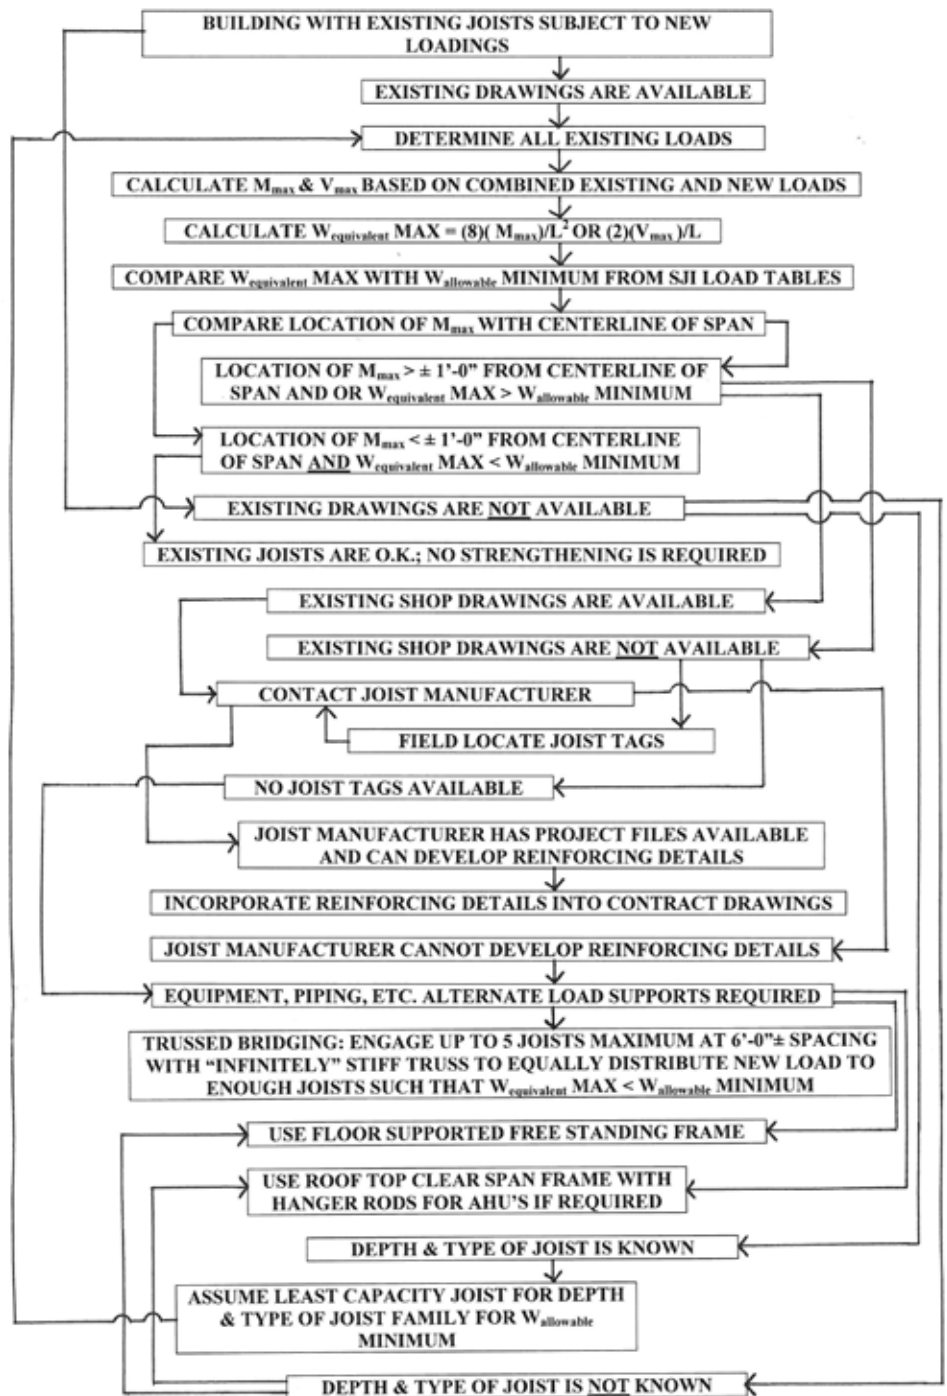 BUILDING WITH EXISTING JOISTS SUBJECT TO NEW
LOADINGS
EXISTING DRAWINGS ARE AVAILABLE
DETERMINE ALL EXISTING LOADS
CALCULATE Mmax & Vmax BASED ON COMBINED EXISTING AND NEW LOADS
CALCULATE Wequivalent MAX = (8)( Mmax)/L² OR (2)(Vmax)/L
COMPARE Wequivalent MAX WITH Wallowable MINIMUM FROM SJI LOAD TABLES
COMPARE LOCATION OF Mmax WITH CENTERLINE OF SPAN
LOCATION OF Mmax > ± 1’-0” FROM CENTERLINE OF
SPAN AND OR Wequivalent MAX > Wallowable MINIMUM
LOCATION OF Mmax < ± 1’-0” FROM CENTERLINE
OF SPAN AND Wequivalent MAX < Wallowable MINIMUM
EXISTING DRAWINGS ARE NOT AVAILABLE
EXISTING JOISTS ARE O.K.; NO STRENGTHENING IS REQUIRED
EXISTING SHOP DRAWINGS ARE AVAILABLE
EXISTING SHOP DRAWINGS ARE NOT AVAILABLE
CONTACT JOIST MANUFACTURER
FIELD LOCATE JOIST TAGS
NO JOIST TAGS AVAILABLE
JOIST MANUFACTURER HAS PROJECT FILES AVAILABLE
AND CAN DEVELOP REINFORCING DETAILS
INCORPORATE REINFORCING DETAILS INTO CONTRACT DRAWINGS
JOIST MANUFACTURER CANNOT DEVELOP REINFORCING DETAILS
EQUIPMENT, PIPING, ETC. ALTERNATE LOAD SUPPORTS REQUIRED
TRUSSED BRIDGING: ENGAGE UP TO 5 JOISTS MAXIMUM AT 6’-0”± SPACING
WITH “INFINITELY” STIFF TRUSS TO EQUALLY DISTRIBUTE NEW LOAD TO
ENOUGH JOISTS SUCH THAT Wequivalent MAX < Wallowable MINIMUM
USE FLOOR SUPPORTED FREE STANDING FRAME
USE ROOF TOP CLEAR SPAN FRAME WITH
HANGER RODS FOR AHU’S IF REQUIRED
DEPTH & TYPE OF JOIST IS KNOWN
ASSUME LEAST CAPACITY JOIST FOR DEPTH
& TYPE OF JOIST FAMILY FOR Wallowable
MINIMUM
DEPTH & TYPE OF JOIST IS NOT KNOWN